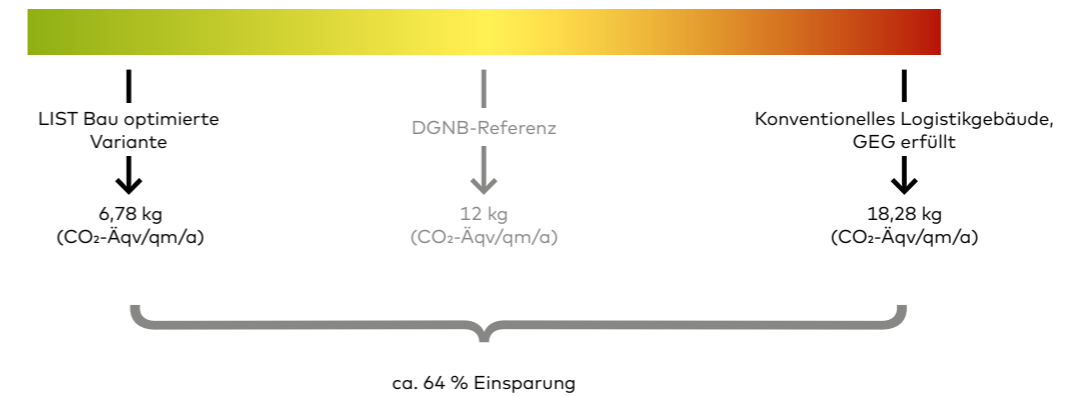 LIST Bau optimierte
Variante
6,78 kg
(CO₂-Äqv/qm/a)
DGNB-Referenz
12 kg
(CO₂-Äqv/qm/a)
Konventionelles Logistikgebäude,
GEG erfüllt
18,28 kg
(CO₂-Äqv/qm/a)
ca. 64 % Einsparung